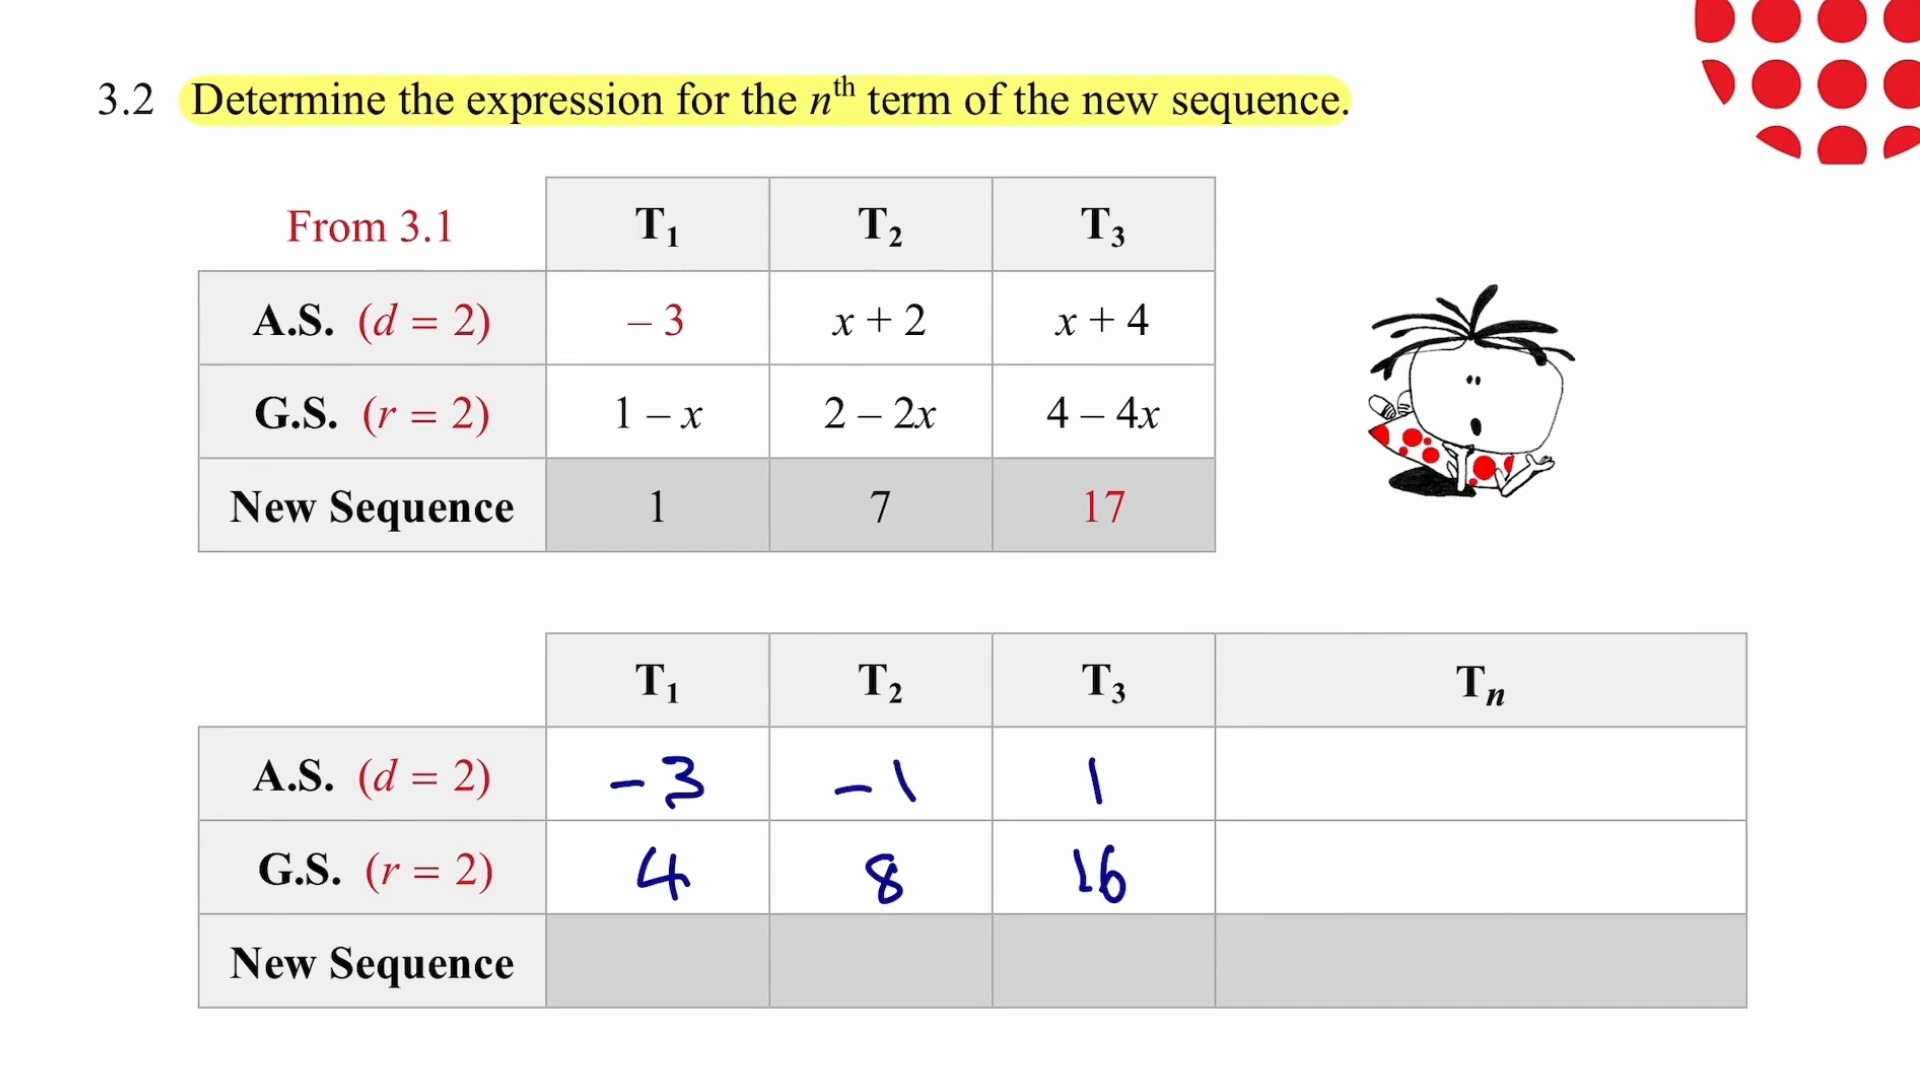 3.2 Determine the expression for the nᵗʰ term of the new sequence.
From 3.1 T₁ T₂ T₃
A.S. (d = 2) – 3 x + 2 x + 4
G.S. (r = 2) 1 – x 2 – 2x 4 – 4x
New Sequence 1 7 17
T₁ T₂ T₃ Tₙ
A.S. (d = 2) –3 –1 1
G.S. (r = 2) 4 8 16
New Sequence